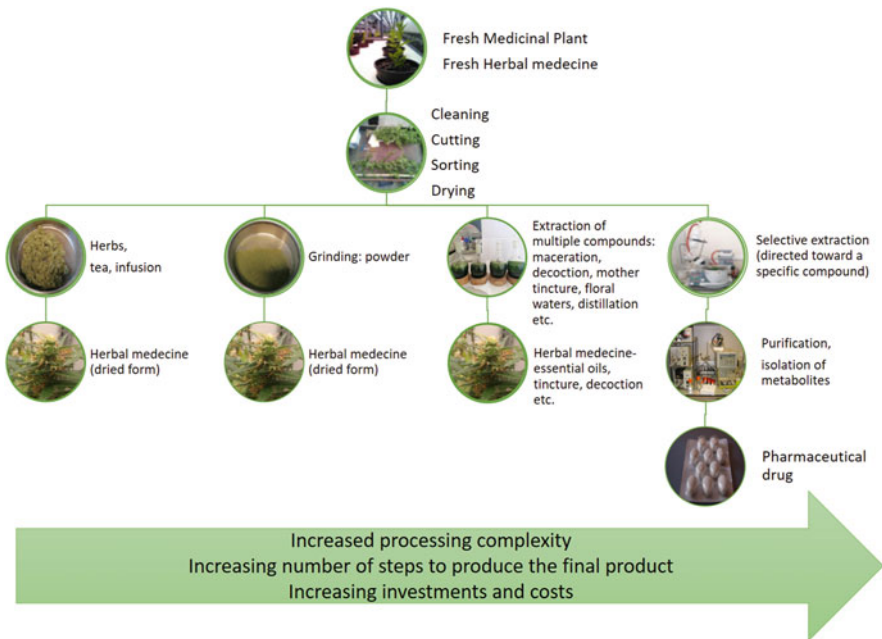 Fresh Medicinal Plant
Fresh Herbal medecine
Cleaning
Cutting
Sorting
Drying
Herbs,
tea, infusion
Grinding: powder
Extraction of
multiple compounds:
maceration,
decoction, mother
tincture, floral
waters, distillation
etc.
Selective extraction
(directed toward a
specific compound)
Herbal medecine
(dried form)
Herbal medecine
(dried form)
Herbal medecine-
essential oils,
tincture, decoction
etc.
Purification,
isolation of
metabolites
Pharmaceutical
drug
Increased processing complexity
Increasing number of steps to produce the final product
Increasing investments and costs